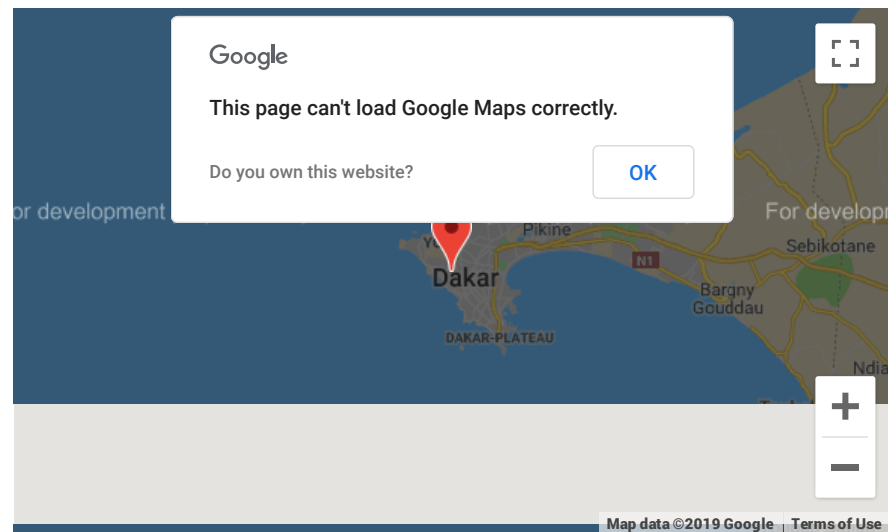 Google
This page can't load Google Maps correctly.
Do you own this website?
OK
or development
For develop
Pikine
Sebikotane
N1
Dakar
Bargny
Gouddau
DAKAR-PLATEAU
Ndia
Map data ©2019 Google
Terms of Use